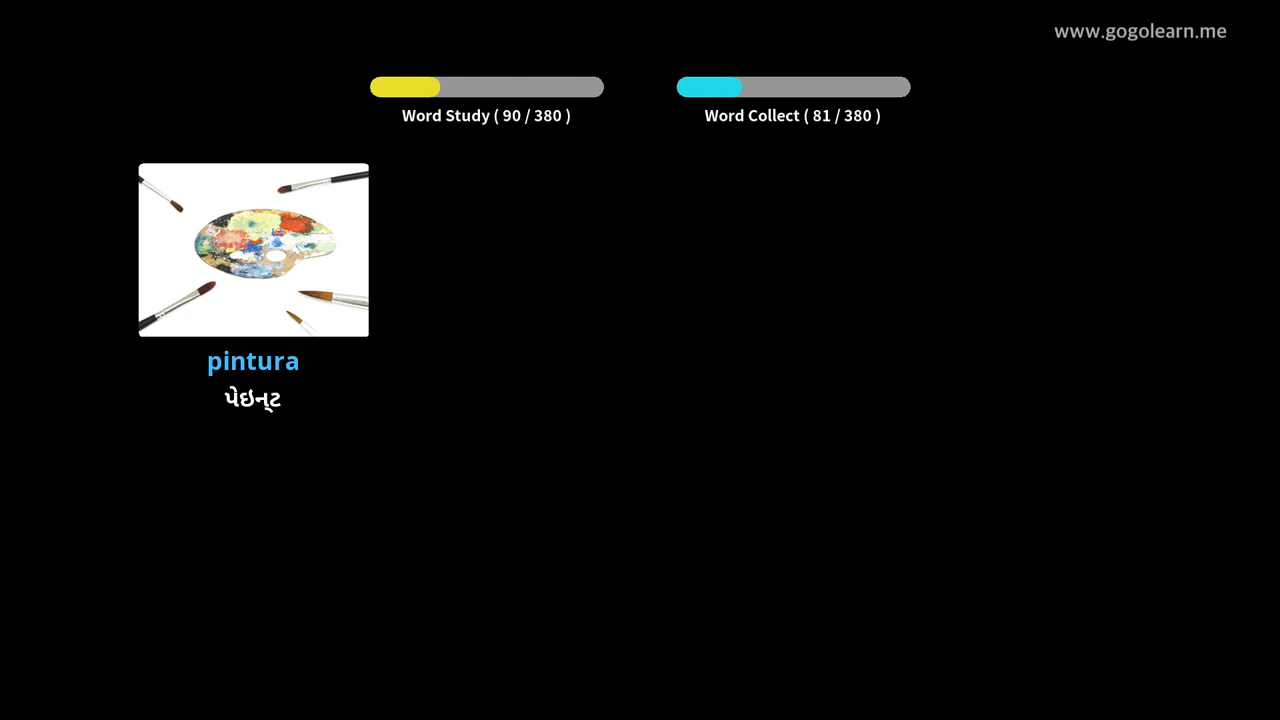 www.gogolearn.me
Word Study ( 90 / 380 )
Word Collect ( 81 / 380 )
pintura
પેઇન્ટ